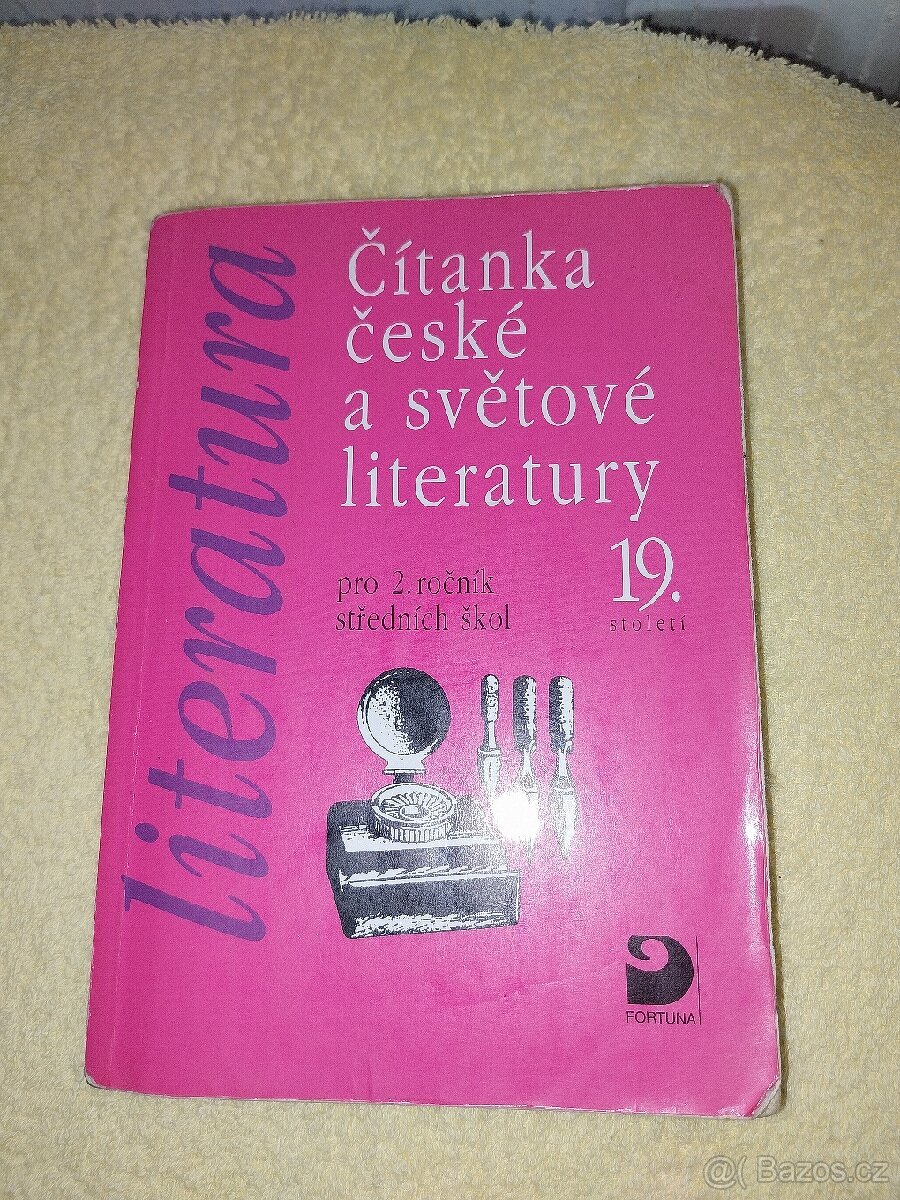 literatura
Čítanka
české
a světové
literatury
19.
století
pro 2. ročník
středních škol
FORTUNA
@( Bazos.cz